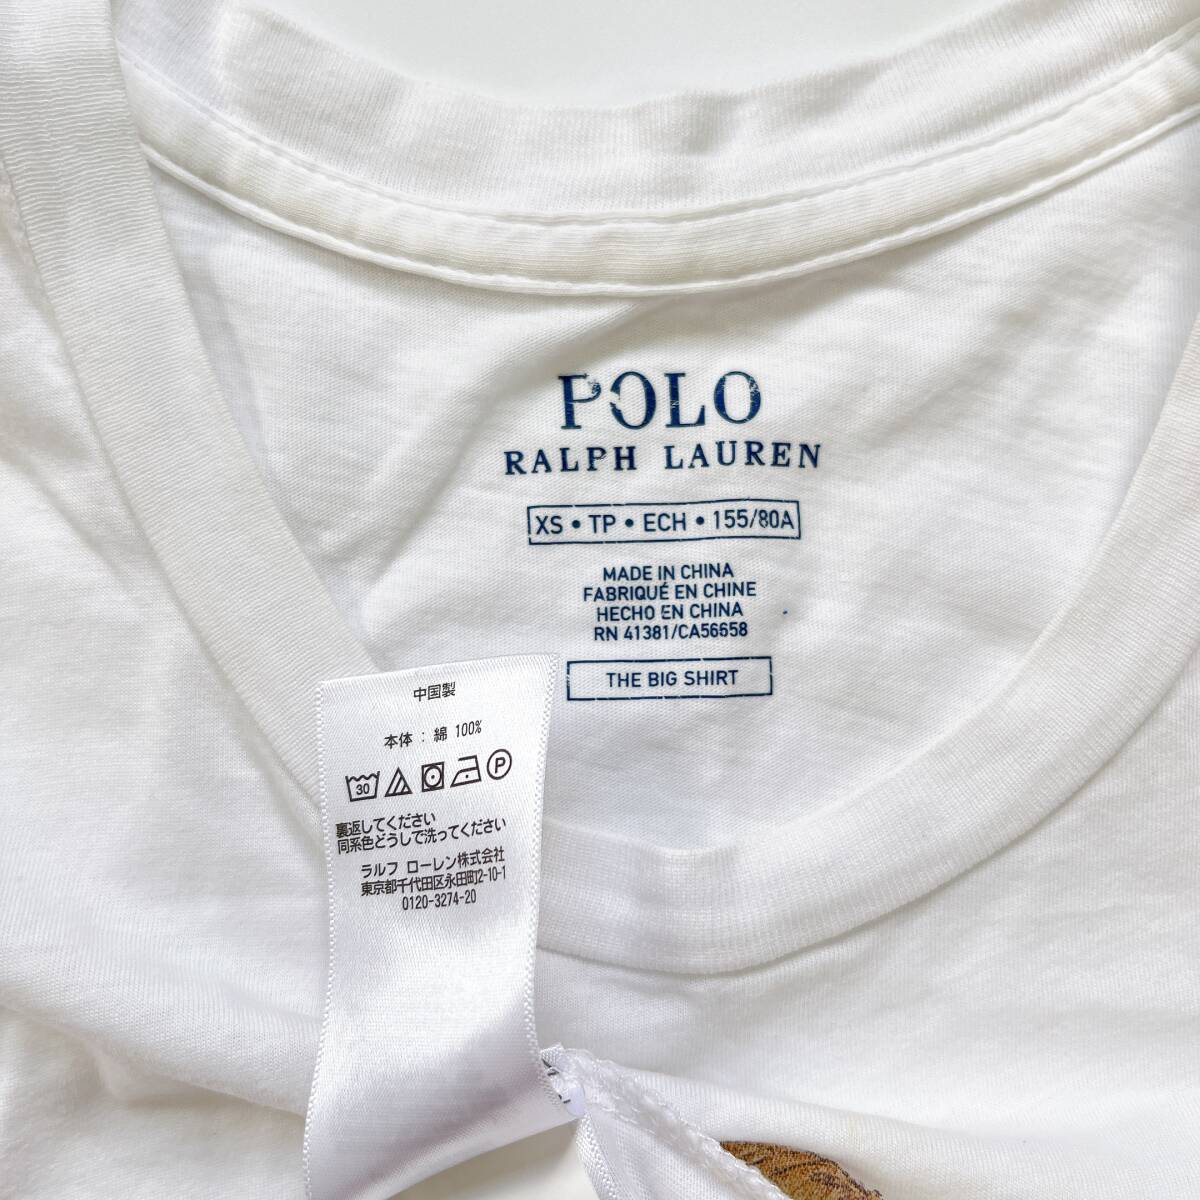 POLO
RALPH LAUREN
XS • TP • ECH • 155/80A
MADE IN CHINA
FABRIQUÉ EN CHINE
HECHO EN CHINA
RN 41381/CA56658
THE BIG SHIRT
中国製
本体 : 綿 100%
30 P
裏返してください
同系色どうしで洗ってください
ラルフ ローレン株式会社
東京都千代田区永田町2-10-1
0120-3274-20